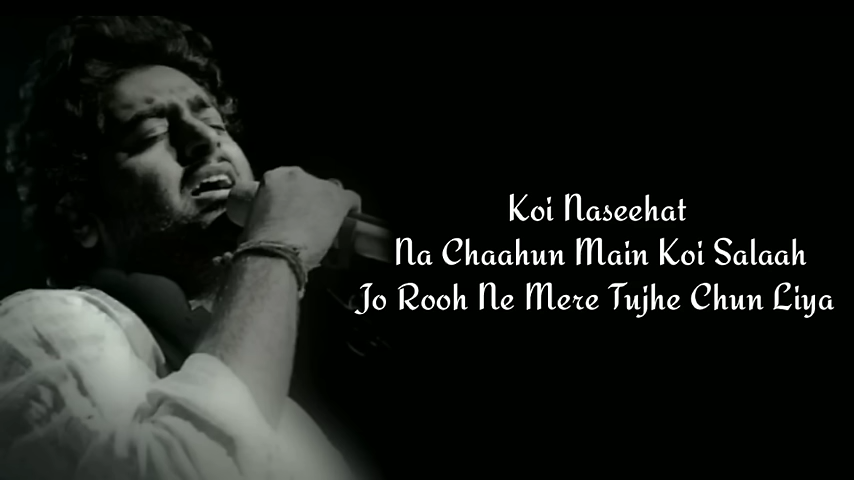 Koi Naseehat
Na Chaahun Main Koi Salaah
Jo Rooh Ne Mere Tujhe Chun Liya